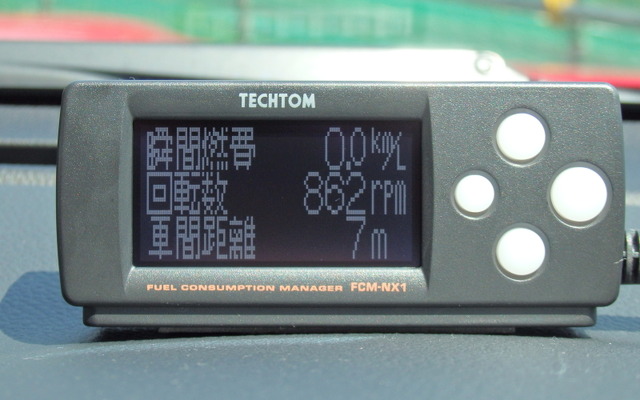 TECHTOM
瞬間燃費 0.0 km/L
回転数 862 rpm
車間距離 7 m
FUEL CONSUMPTION MANAGER FCM-NX1